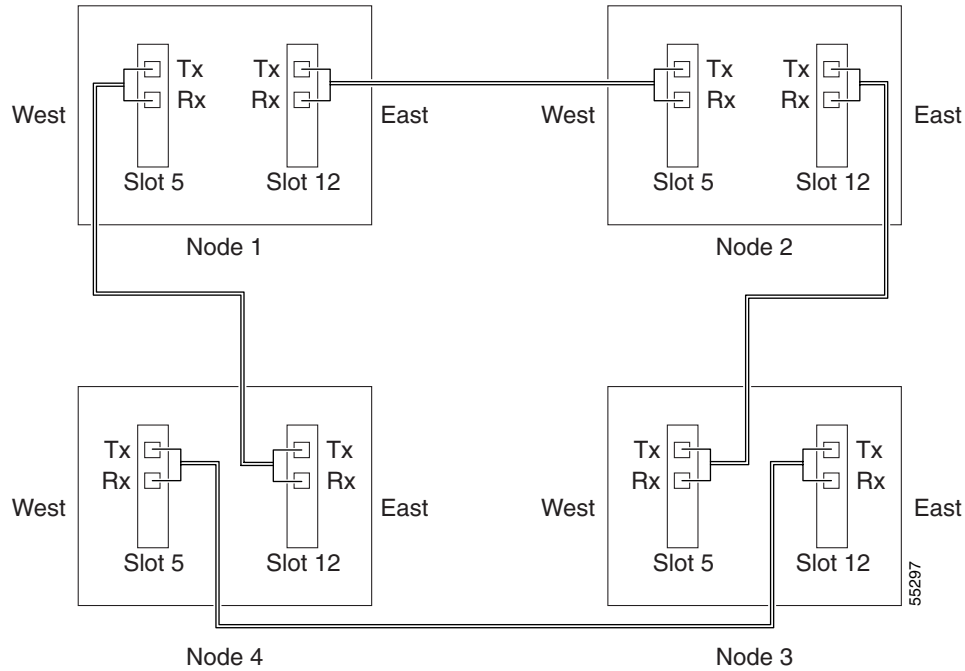 Tx Tx Tx Tx
Rx Rx Rx Rx
West East West East
Slot 5 Slot 12 Slot 5 Slot 12
Node 1 Node 2
Tx Tx Tx Tx
Rx Rx Rx Rx
West East West East
Slot 5 Slot 12 Slot 5 Slot 12
55297
Node 4 Node 3